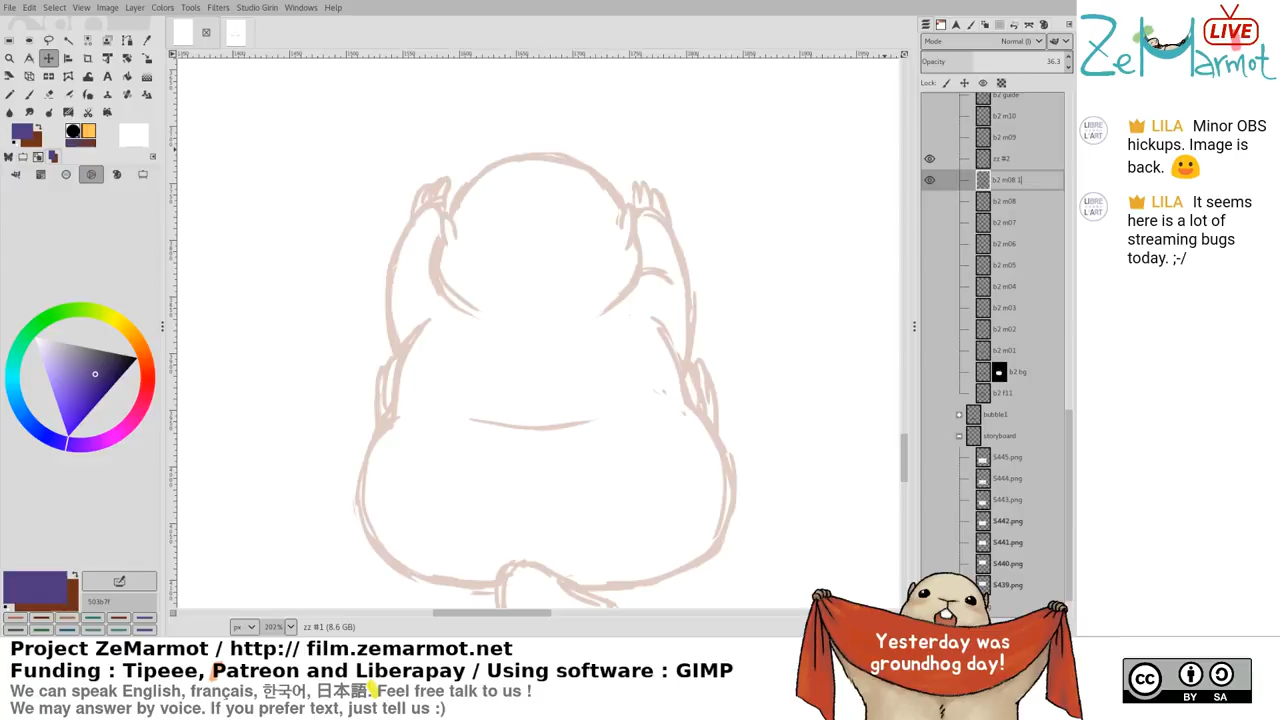 File Edit Select View Image Layer Colors Tools Filters Studio Girin Windows Help
Mode Normal (l)
Opacity 36.3
Lock:
b2 guide
b2 m10
b2 m09
zz #2
b2 m08 1
b2 m08
b2 m07
b2 m06
b2 m05
b2 m04
b2 m03
b2 m02
b2 m01
b2 bg
b2 f11
bubble1
storyboard
S445.png
S444.png
S443.png
S442.png
S441.png
S440.png
S439.png
503b7f
px 202% zz #1 (8.6 GB)
ZeMarmot
LIVE
LILA Minor OBS
hickups. Image is
back.
LILA It seems
here is a lot of
streaming bugs
today. ;-/
LIBRE
L'ART
LIBRE
L'ART
Yesterday was
groundhog day!
Project ZeMarmot / http:// film.zemarmot.net
Funding : Tipeee, Patreon and Liberapay / Using software : GIMP
We can speak English, français, 한국어, 日本語. Feel free talk to us !
We may answer by voice. If you prefer text, just tell us :)
cc
BY SA